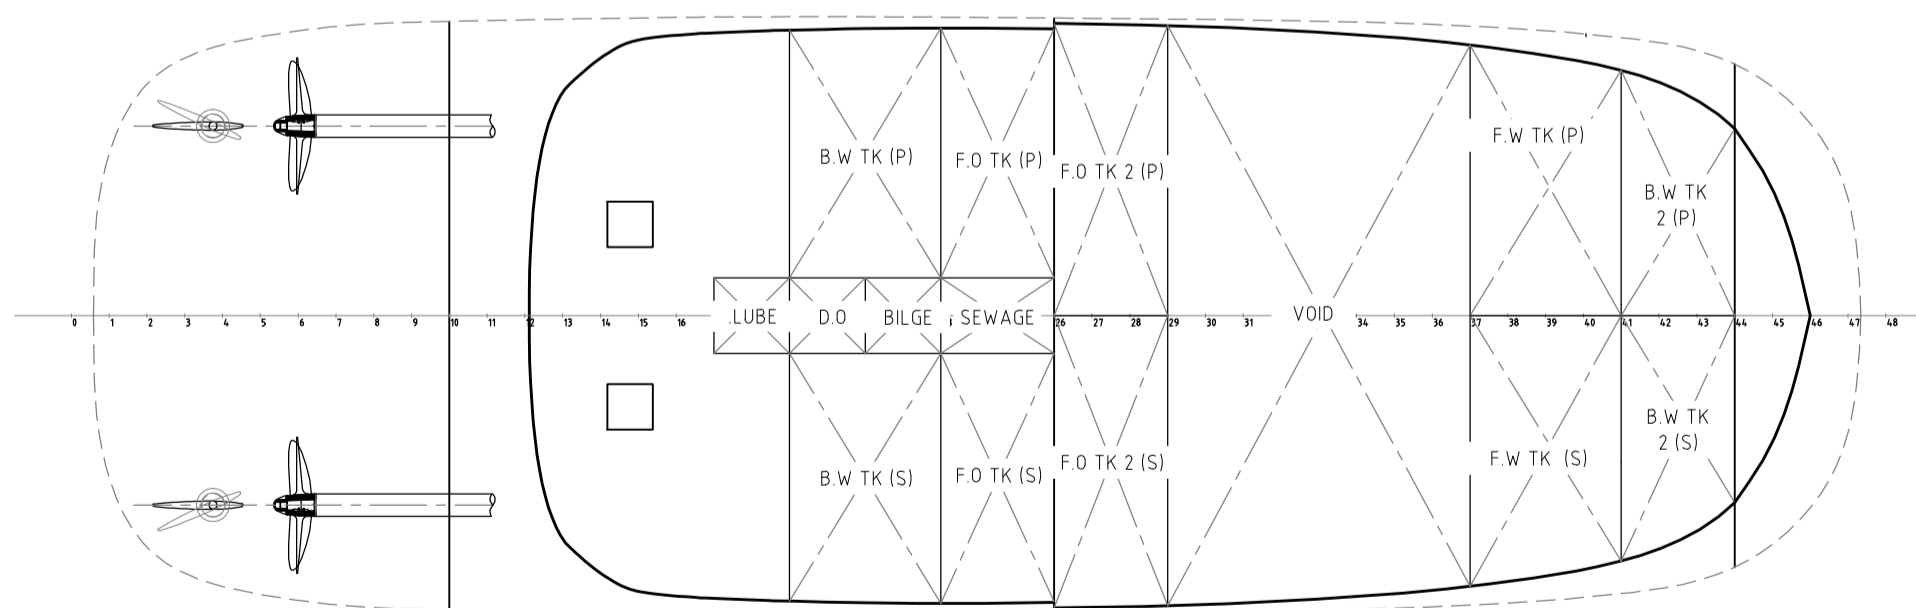 B.W TK (P)
F.O TK (P)
F.O TK 2 (P)
F.W TK (P)
B.W TK
2 (P)
.LUBE
D.O
BILGE
SEWAGE
VOID
0 1 2 3 4 5 6 7 8 9 10 11 12 13 14 15 16 26 27 28 29 30 31 34 35 36 37 38 39 40 41 42 43 44 45 46 47 48
B.W TK (S)
F.O TK (S)
F.O TK 2 (S)
F.W TK (S)
B.W TK
2 (S)